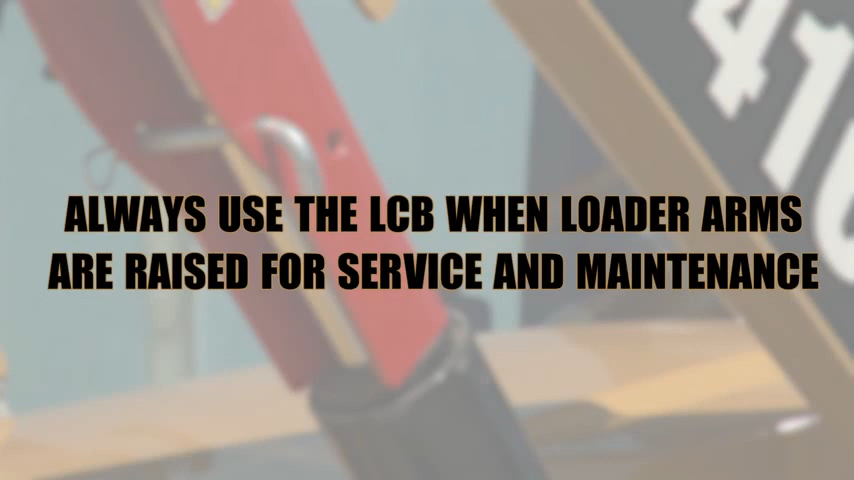 ALWAYS USE THE LCB WHEN LOADER ARMS
ARE RAISED FOR SERVICE AND MAINTENANCE